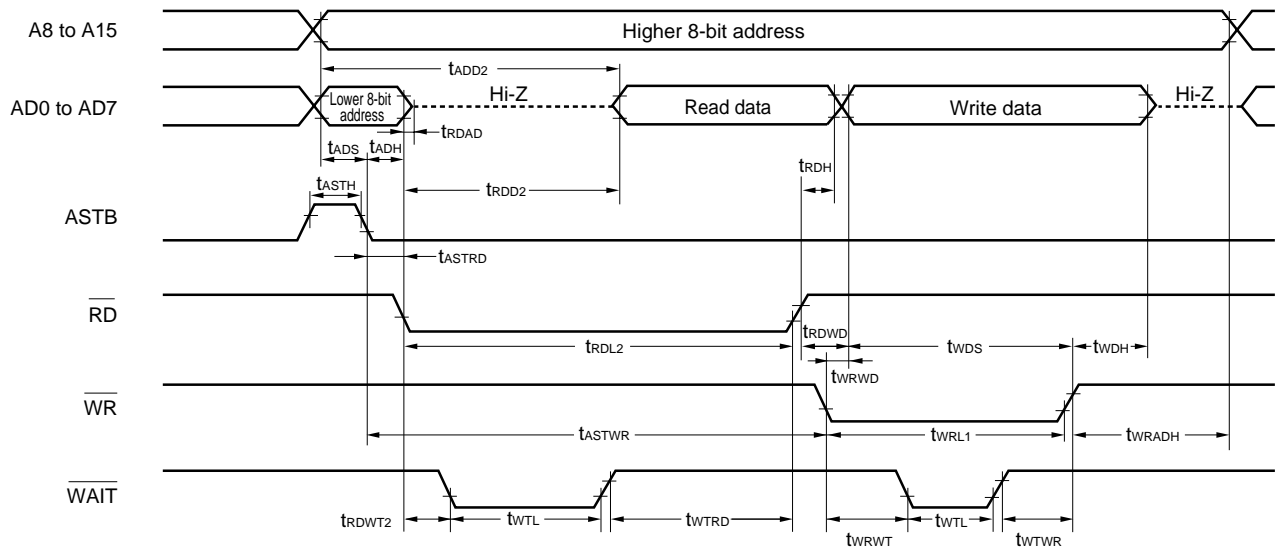 A8 to A15
Higher 8-bit address
tADD2
AD0 to AD7
Lower 8-bit
address
Hi-Z
Read data
Write data
Hi-Z
tRDAD
tADS
tADH
tRDH
tASTH
tRDD2
ASTB
tASTRD
RD
tRDWD
tRDL2
tWDS
tWDH
tWRWD
WR
tASTWR
tWRL1
tWRADH
WAIT
tRDWT2
tWTL
tWTRD
tWRWT
tWTL
tWTWR